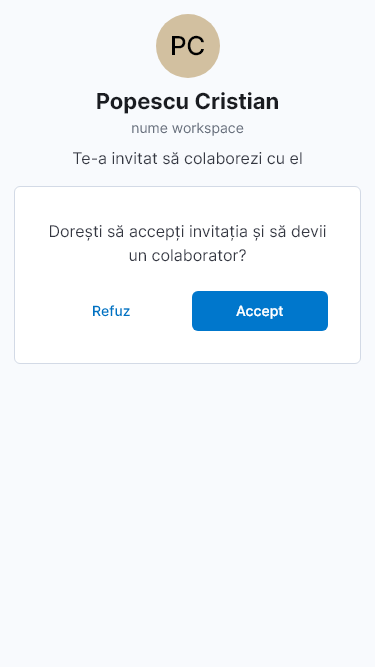 PC
Popescu Cristian
nume workspace
Te-a invitat să colaborezi cu el
Dorești să accepți invitația și să devii
un colaborator?
Refuz
Accept